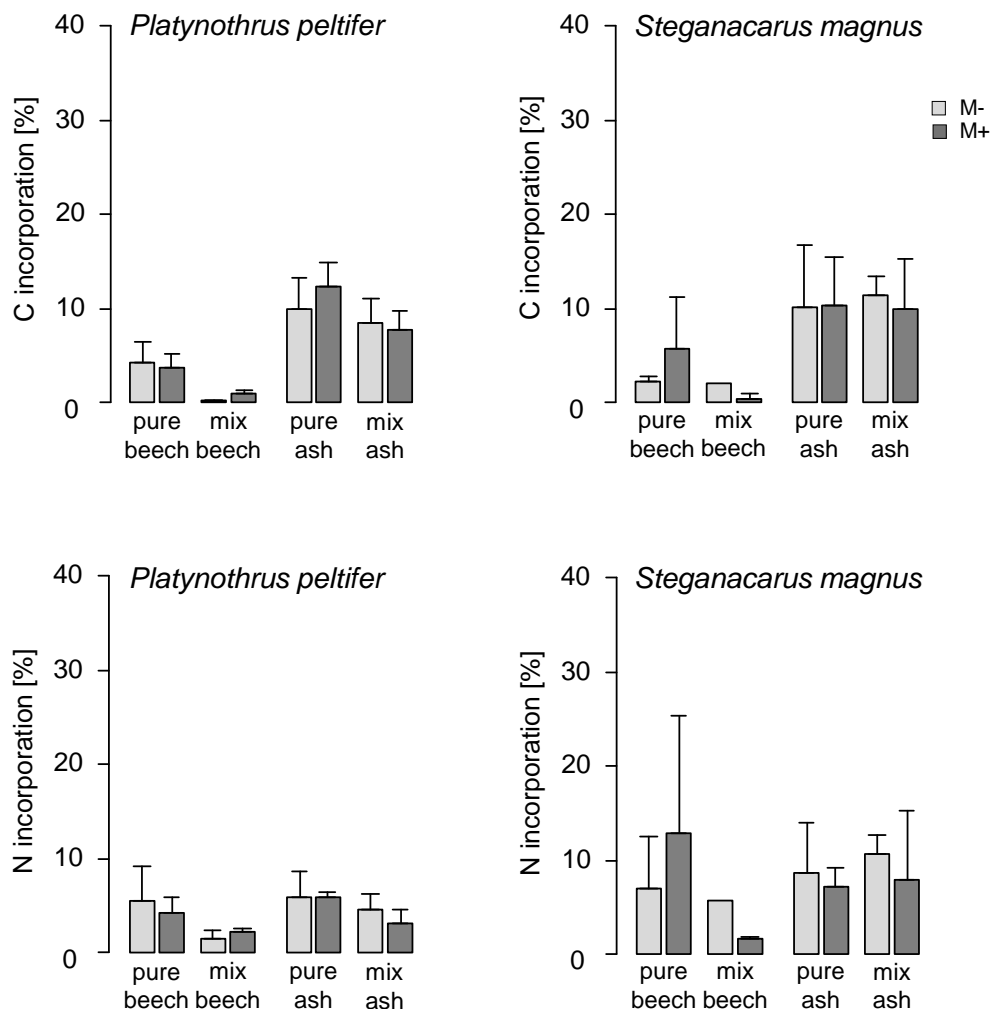 Platynothrus peltifer
C incorporation [%]
40
30
20
10
0
pure mix pure mix
beech beech ash ash
Steganacarus magnus
C incorporation [%]
40
30
20
10
0
pure mix pure mix
beech beech ash ash
M-
M+
Platynothrus peltifer
N incorporation [%]
40
30
20
10
0
pure mix pure mix
beech beech ash ash
Steganacarus magnus
N incorporation [%]
40
30
20
10
0
pure mix pure mix
beech beech ash ash